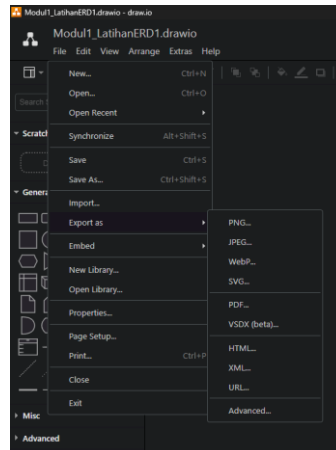 Modul1_LatihanERD1.drawio - draw.io
Modul1_LatihanERD1.drawio
File Edit View Arrange Extras Help
New... Ctrl+N
Open... Ctrl+O
Open Recent
Synchronize Alt+Shift+S
Save Ctrl+S
Save As... Ctrl+Shift+S
Import...
Export as
Embed
New Library...
Open Library...
Properties...
Page Setup...
Print... Ctrl+P
Close
Exit
PNG...
JPEG...
WebP...
SVG...
PDF...
VSDX (beta)...
HTML...
XML...
URL...
Advanced...
Search
Scratch
Genera
Misc
Advanced